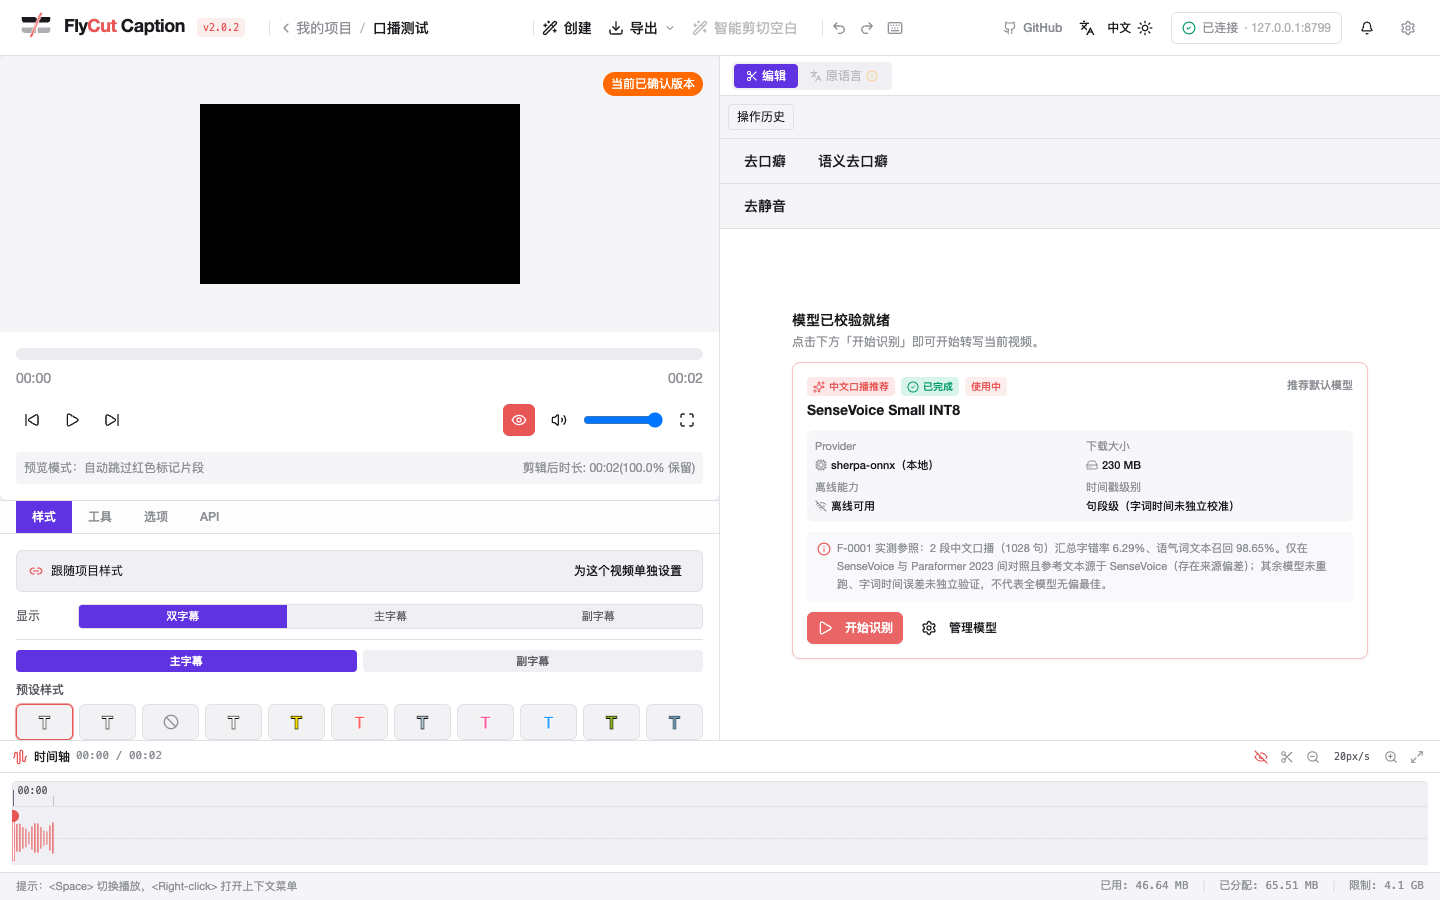 FlyCut Caption v2.0.2 我的项目 / 口播测试 创建 导出 智能剪切空白 GitHub 中文 已连接 · 127.0.0.1:8799
当前已确认版本
编辑 原语言
操作历史
去口癖 语义去口癖
去静音
00:00 00:02
预览模式：自动跳过红色标记片段 剪辑后时长: 00:02(100.0% 保留)
模型已校验就绪
点击下方「开始识别」即可开始转写当前视频。
中文口播推荐 已完成 使用中 推荐默认模型
SenseVoice Small INT8
Provider 下载大小
sherpa-onnx（本地） 230 MB
离线能力 时间戳级别
离线可用 句段级（字词时间未独立校准）
F-0001 实测参照：2 段中文口播（1028 句）汇总字错率 6.29%、语气词文本召回 98.65%。仅在
SenseVoice 与 Paraformer 2023 间对照且参考文本源于 SenseVoice（存在来源偏差）；其余模型未重
跑、字词时间误差未独立验证，不代表全模型无偏最佳。
开始识别 管理模型
样式 工具 选项 API
跟随项目样式 为这个视频单独设置
显示 双字幕 主字幕 副字幕
主字幕 副字幕
预设样式
T T T T T T T T T T
时间轴 00:00 / 00:02 20px/s
00:00
提示：<Space> 切换播放，<Right-click> 打开上下文菜单 已用: 46.64 MB 已分配: 65.51 MB 限制: 4.1 GB